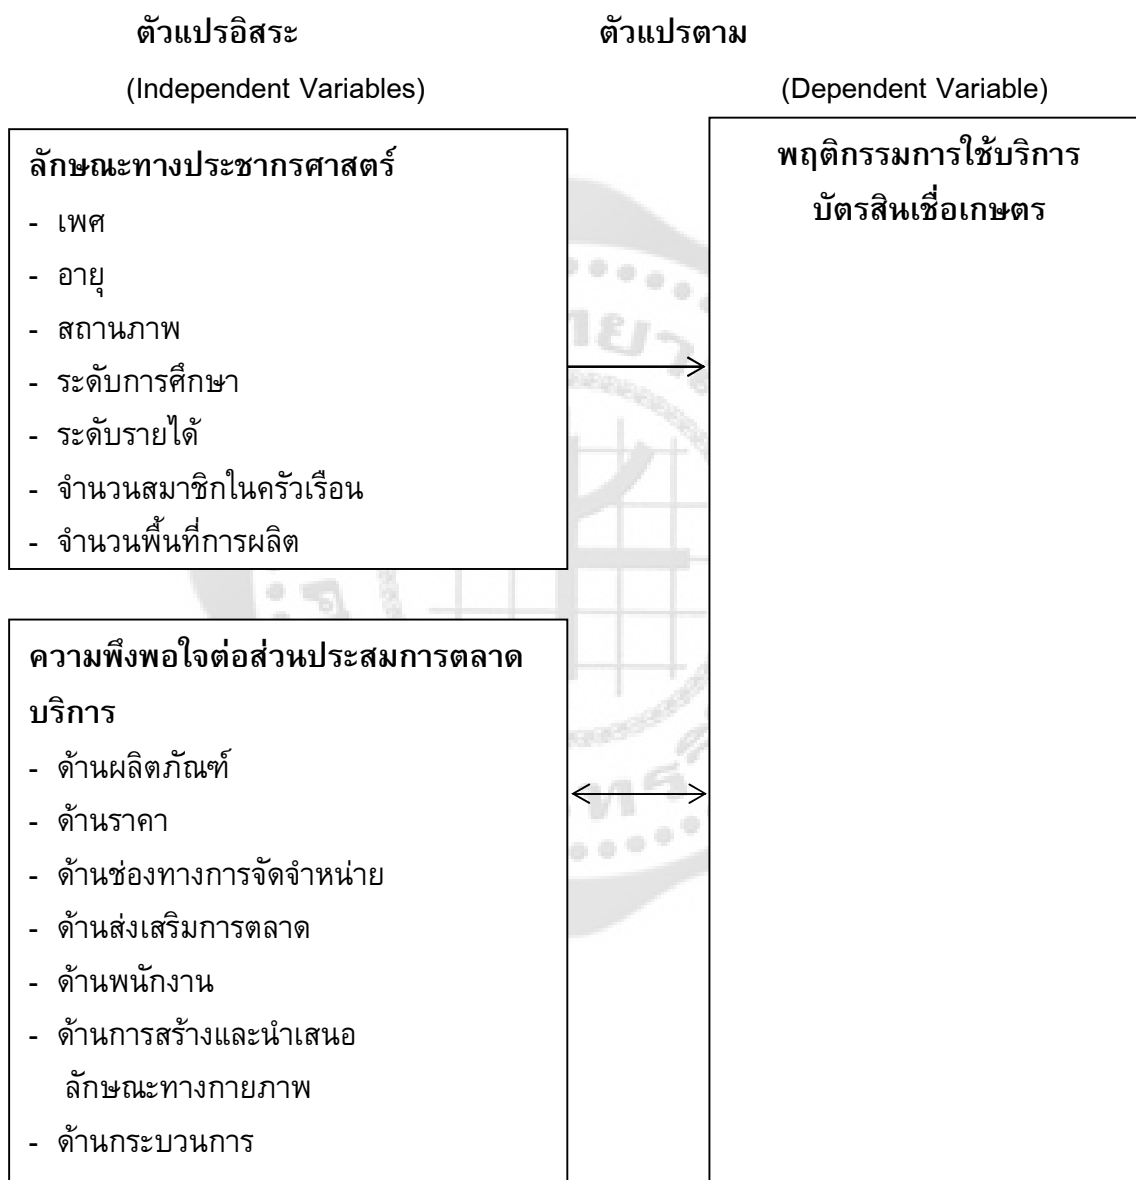 ตัวแปรอิสระ ตัวแปรตาม
(Independent Variables) (Dependent Variable)
ลักษณะทางประชากรศาสตร์
- เพศ
- อายุ
- สถานภาพ
- ระดับการศึกษา
- ระดับรายได้
- จำนวนสมาชิกในครัวเรือน
- จำนวนพื้นที่การผลิต
ความพึงพอใจต่อส่วนประสมการตลาด
บริการ
- ด้านผลิตภัณฑ์
- ด้านราคา
- ด้านช่องทางการจัดจำหน่าย
- ด้านส่งเสริมการตลาด
- ด้านพนักงาน
- ด้านการสร้างและนำเสนอ
ลักษณะทางกายภาพ
- ด้านกระบวนการ
พฤติกรรมการใช้บริการ
บัตรสินเชื่อเกษตร